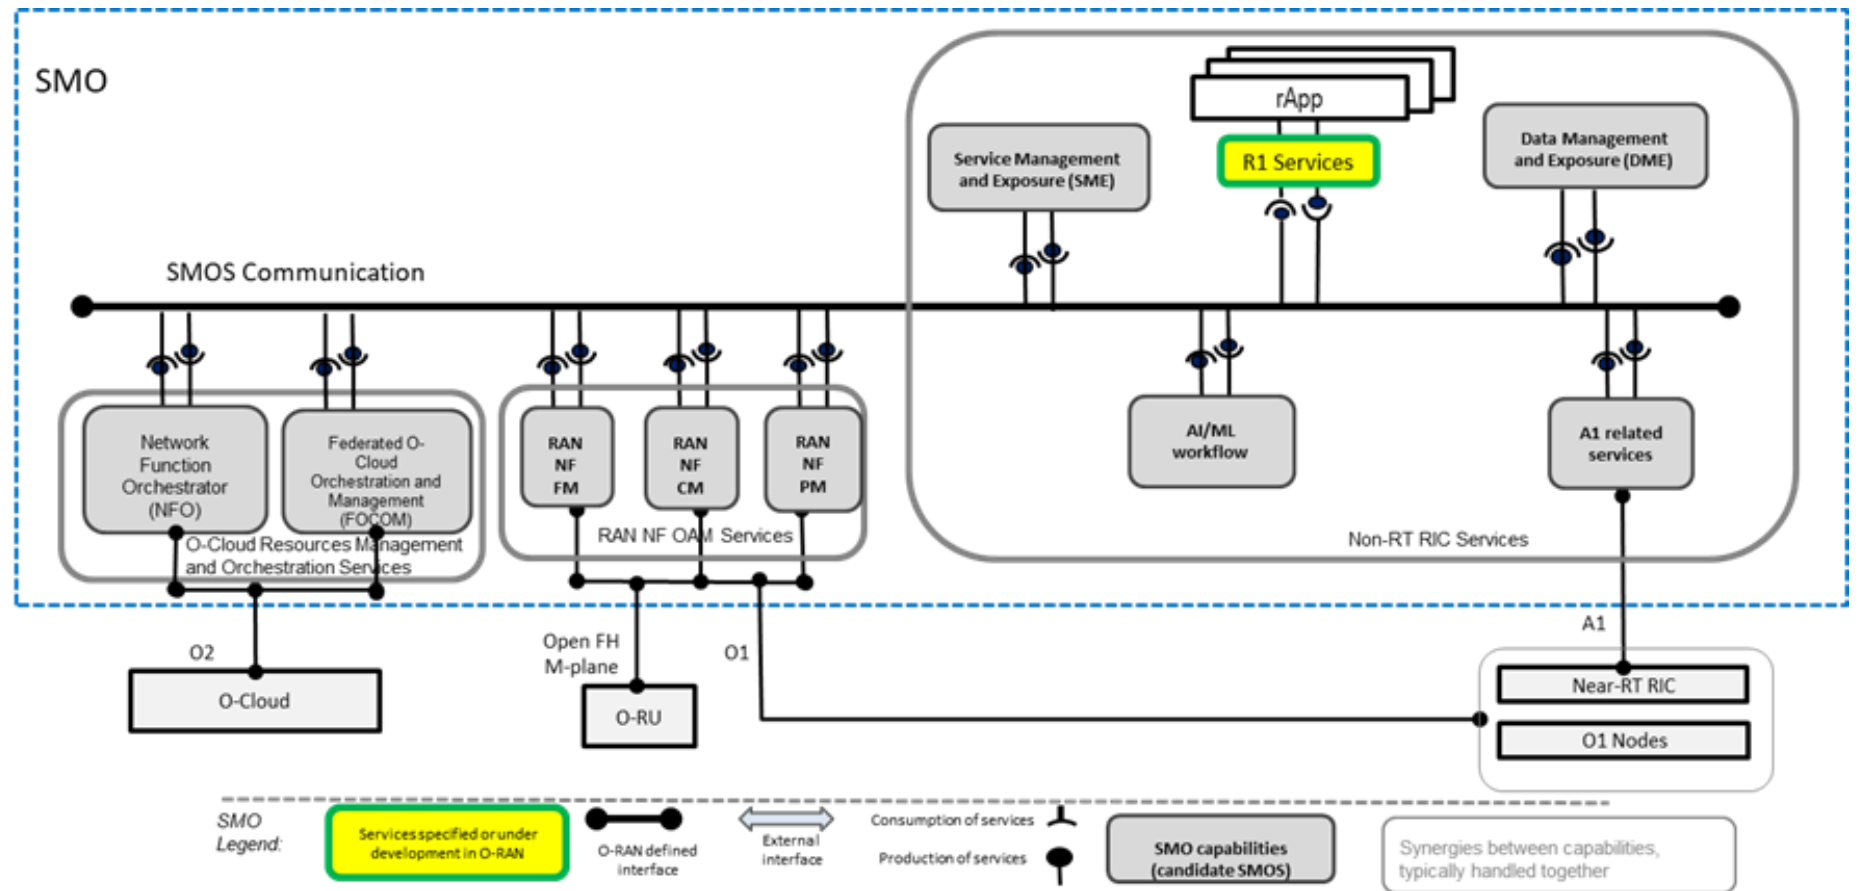 SMO
rApp
Service Management
and Exposure (SME)
R1 Services
Data Management
and Exposure (DME)
SMOS Communication
Network
Function
Orchestrator
(NFO)
Federated O-
Cloud
Orchestration and
Management
(FOCOM)
O-Cloud Resources Management
and Orchestration Services
RAN
NF
FM
RAN
NF
CM
RAN
NF
PM
RAN NF OAM Services
AI/ML
workflow
A1 related
services
Non-RT RIC Services
O2
O-Cloud
Open FH
M-plane
O-RU
O1
A1
Near-RT RIC
O1 Nodes
SMO
Legend:
Services specified or under
development in O-RAN
O-RAN defined
interface
External
interface
Consumption of services
Production of services
SMO capabilities
(candidate SMOS)
Synergies between capabilities,
typically handled together